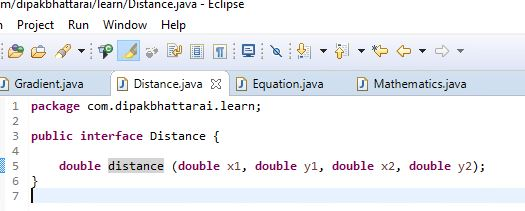 m/dipakbhattarai/learn/Distance.java - Eclipse
Project Run Window Help
Gradient.java Distance.java Equation.java Mathematics.java
1 package com.dipakbhattarai.learn;
2
3 public interface Distance {
4
5 double distance (double x1, double y1, double x2, double y2);
6 }
7